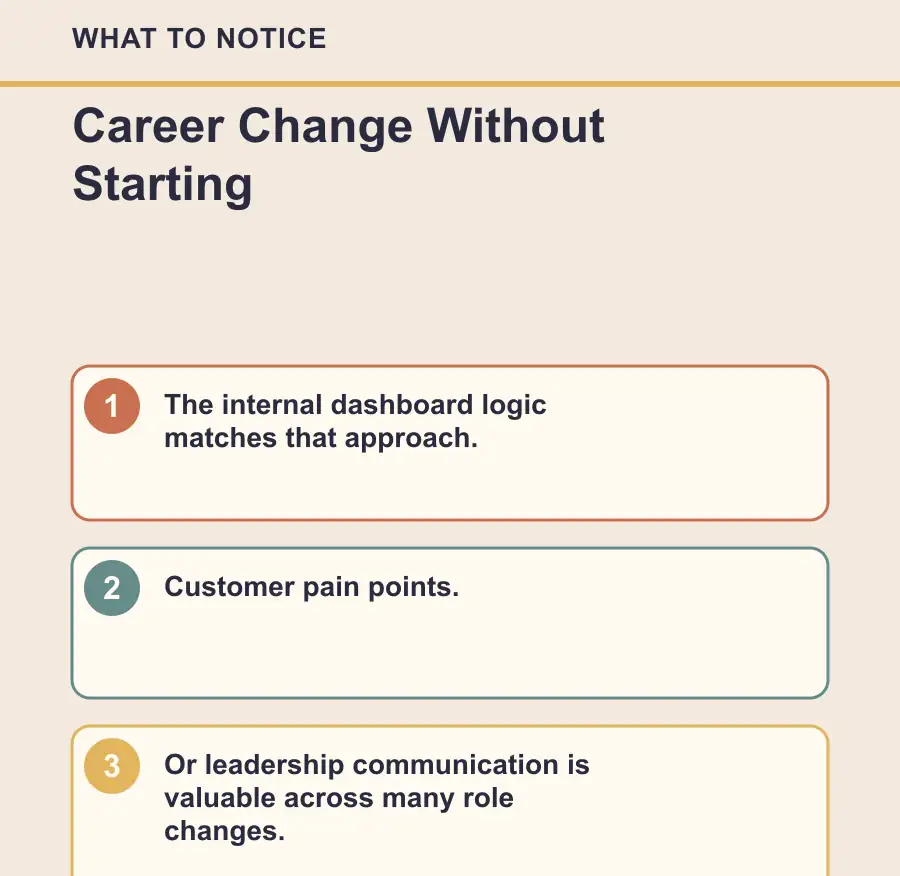 WHAT TO NOTICE
Career Change Without
Starting
1
The internal dashboard logic
matches that approach.
2
Customer pain points.
3
Or leadership communication is
valuable across many role
changes.